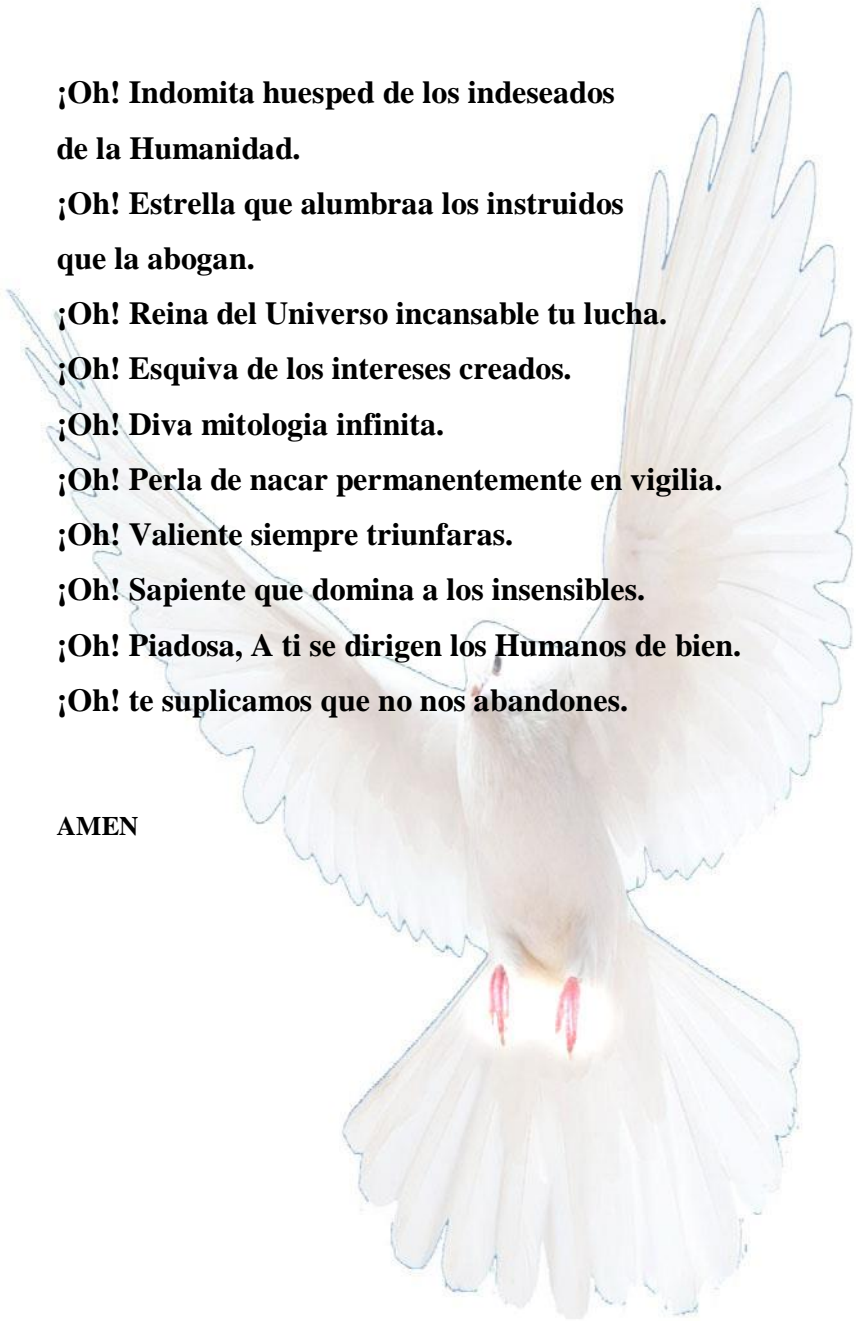 ¡Oh! Indomita huesped de los indeseados
de la Humanidad.
¡Oh! Estrella que alumbraa los instruidos
que la abogan.
¡Oh! Reina del Universo incansable tu lucha.
¡Oh! Esquiva de los intereses creados.
¡Oh! Diva mitologia infinita.
¡Oh! Perla de nacar permanentemente en vigilia.
¡Oh! Valiente siempre triunfaras.
¡Oh! Sapiente que domina a los insensibles.
¡Oh! Piadosa, A ti se dirigen los Humanos de bien.
¡Oh! te suplicamos que no nos abandones.
AMEN